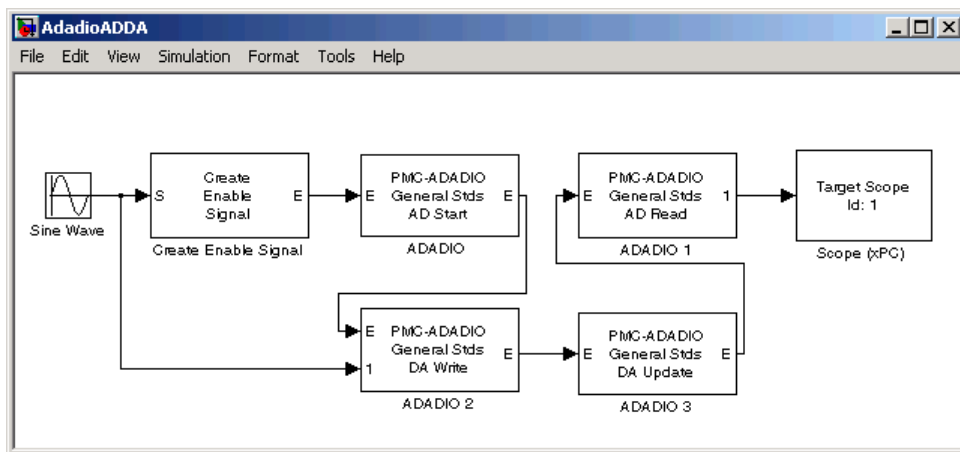 AdadioADDA
File Edit View Simulation Format Tools Help
Sine Wave
S
Create
Enable
Signal
E
Create Enable Signal
E
PMC-ADADIO
General Stds
AD Start
E
ADADIO
E
PMC-ADADIO
General Stds
AD Read
1
ADADIO 1
Target Scope
Id: 1
Scope (xPC)
E
1
PMC-ADADIO
General Stds
DA Write
E
ADADIO 2
E
PMC-ADADIO
General Stds
DA Update
E
ADADIO 3